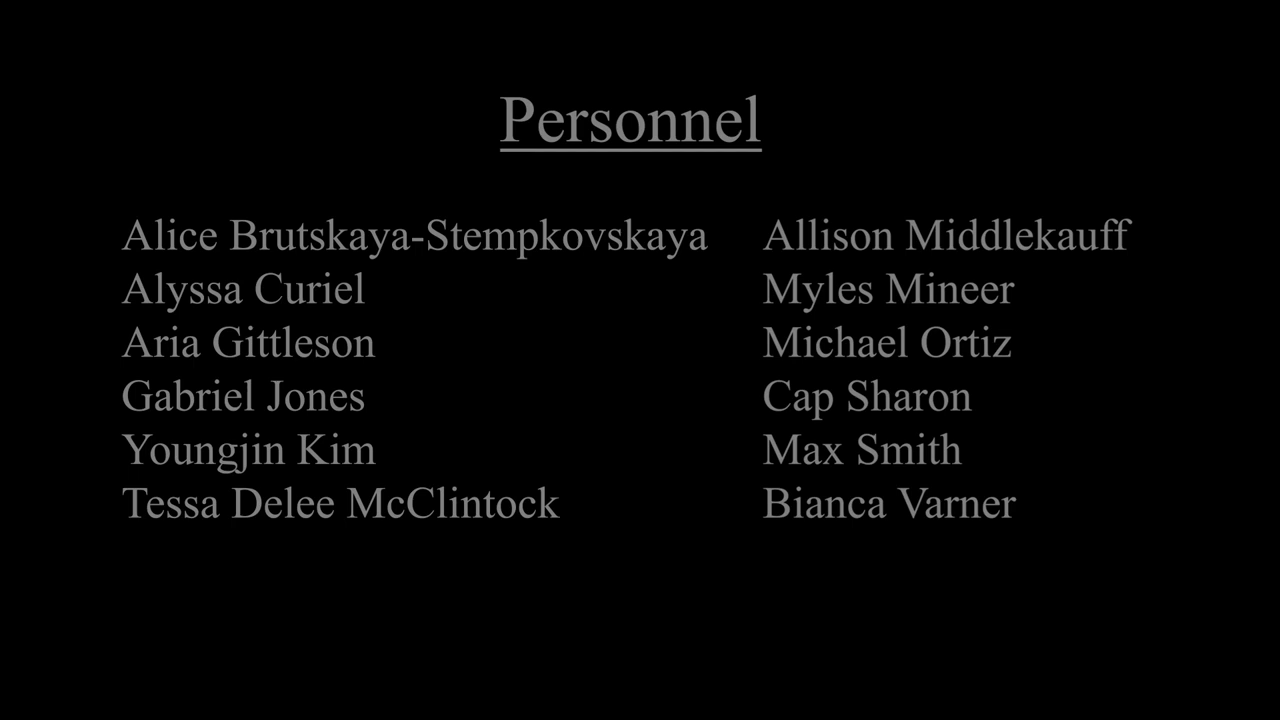 Personnel
Alice Brutskaya-Stempkovskaya
Alyssa Curiel
Aria Gittleson
Gabriel Jones
Youngjin Kim
Tessa Delee McClintock
Allison Middlekauff
Myles Mineer
Michael Ortiz
Cap Sharon
Max Smith
Bianca Varner